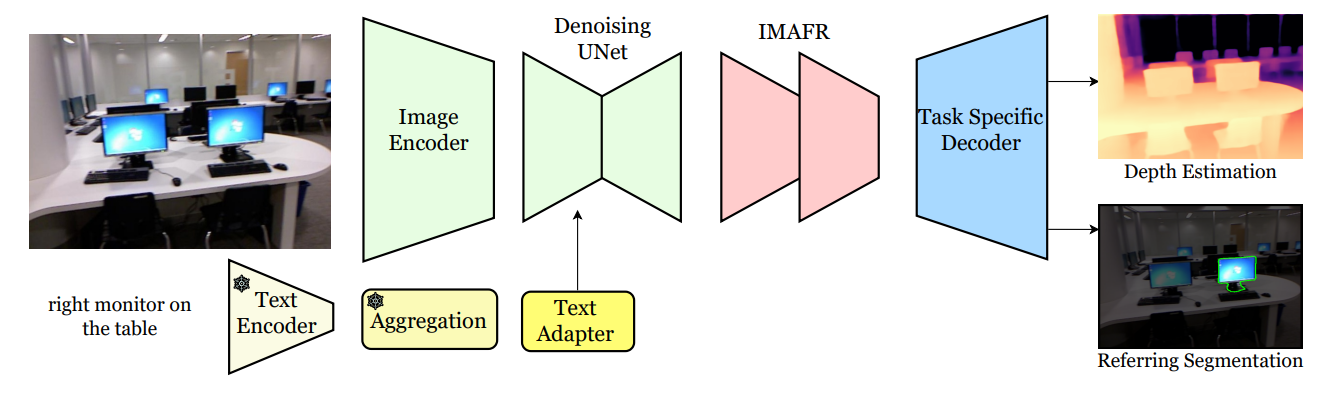 Denoising
UNet
IMAFR
Image
Encoder
Task Specific
Decoder
Depth Estimation
right monitor on
the table
Text
Encoder
Aggregation
Text
Adapter
Referring Segmentation